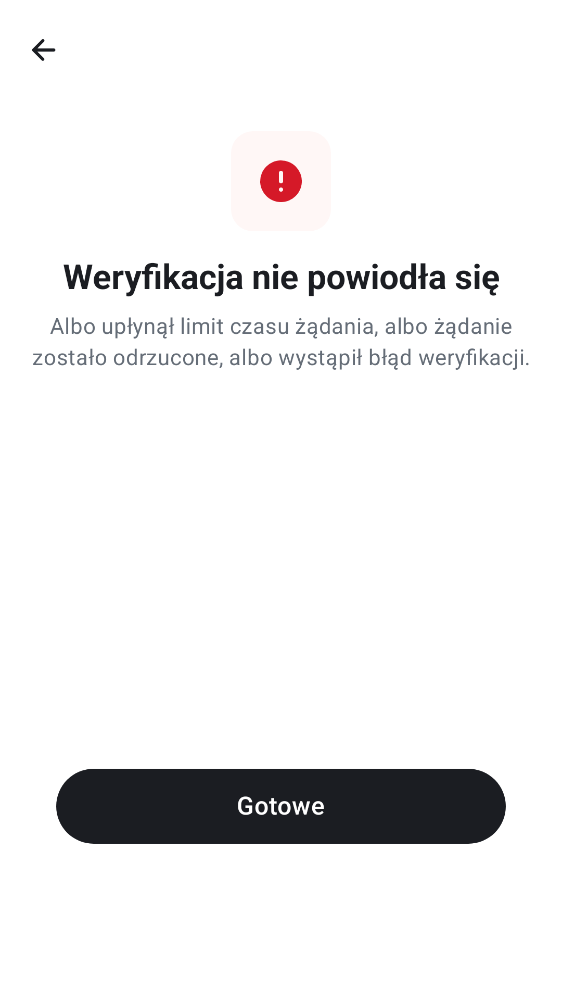 Weryfikacja nie powiodła się
Albo upłynął limit czasu żądania, albo żądanie
zostało odrzucone, albo wystąpił błąd weryfikacji.
Gotowe